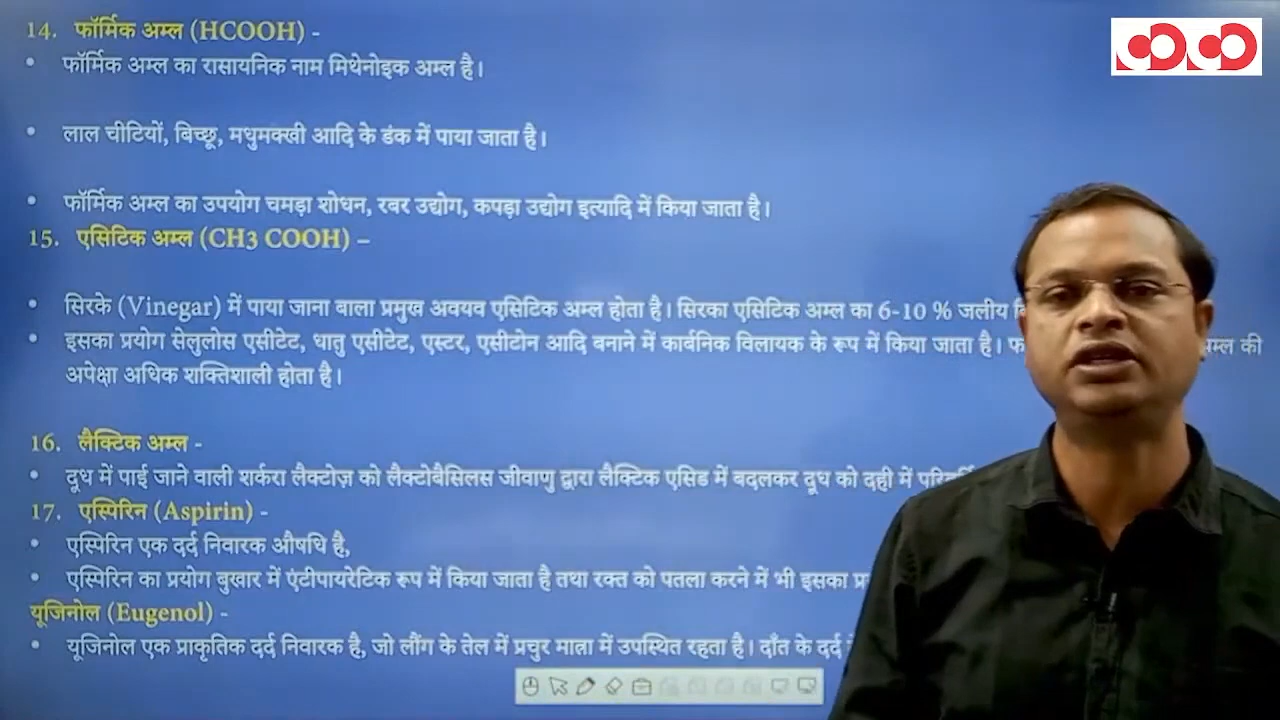 14. फॉर्मिक अम्ल (HCOOH) -
• फॉर्मिक अम्ल का रासायनिक नाम मिथेनोइक अम्ल है।
• लाल चीटियों, बिच्छू, मधुमक्खी आदि के डंक में पाया जाता है।
• फॉर्मिक अम्ल का उपयोग चमड़ा शोधन, रबर उद्योग, कपड़ा उद्योग इत्यादि में किया जाता है।
15. एसिटिक अम्ल (CH3 COOH) –
• सिरके (Vinegar) में पाया जाना बाला प्रमुख अवयव एसिटिक अम्ल होता है। सिरका एसिटिक अम्ल का 6-10 % जलीय
• इसका प्रयोग सेलुलोस एसीटेट, धातु एसीटेट, एस्टर, एसीटोन आदि बनाने में कार्वनिक विलायक के रूप में किया जाता है। की
अपेक्षा अधिक शक्तिशाली होता है।
16. लैक्टिक अम्ल -
• दूध में पाई जाने वाली शर्करा लैक्टोज़ को लैक्टोबैसिलस जीवाणु द्वारा लैक्टिक एसिड में बदलकर दूध को दही में
17. एस्पिरिन (Aspirin) -
• एस्पिरिन एक दर्द निवारक औषधि है,
• एस्पिरिन का प्रयोग बुखार में एंटीपायरेटिक रूप में किया जाता है तथा रक्त को पतला करने में भी इसका
यूजिनोल (Eugenol) -
• यूजिनोल एक प्राकृतिक दर्द निवारक है, जो लौंग के तेल में प्रचुर मात्रा में उपस्थित रहता है। दाँत के दर्द